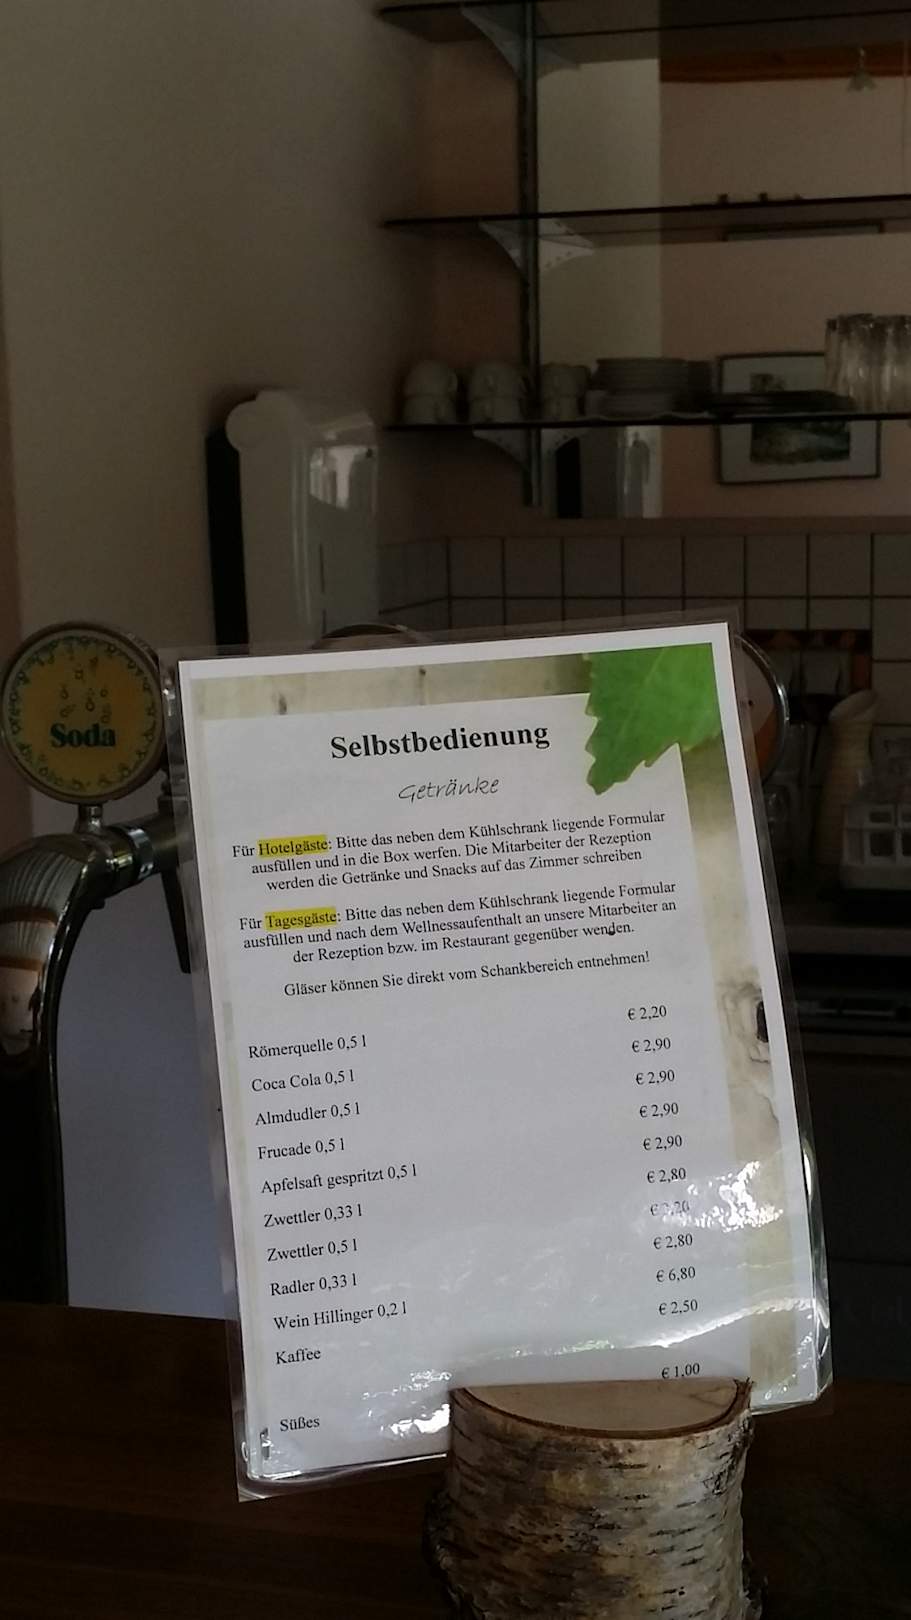 Soda
Selbstbedienung
Getränke
Für Hotelgäste: Bitte das neben dem Kühlschrank liegende Formular
ausfüllen und in die Box werfen. Die Mitarbeiter der Rezeption
werden die Getränke und Snacks auf das Zimmer schreiben
Für Tagesgäste: Bitte das neben dem Kühlschrank liegende Formular
ausfüllen und nach dem Wellnessaufenthalt an unsere Mitarbeiter an
der Rezeption bzw. im Restaurant gegenüber wenden.
Gläser können Sie direkt vom Schankbereich entnehmen!
Römerquelle 0,5 l € 2,20
Coca Cola 0,5 l € 2,90
Almdudler 0,5 l € 2,90
Frucade 0,5 l € 2,90
Apfelsaft gespritzt 0,5 l € 2,90
Zwettler 0,33 l € 2,80
Zwettler 0,5 l €
Radler 0,33 l € 2,80
Wein Hillinger 0,2 l € 6,80
Kaffee € 2,50
Süßes € 1,00